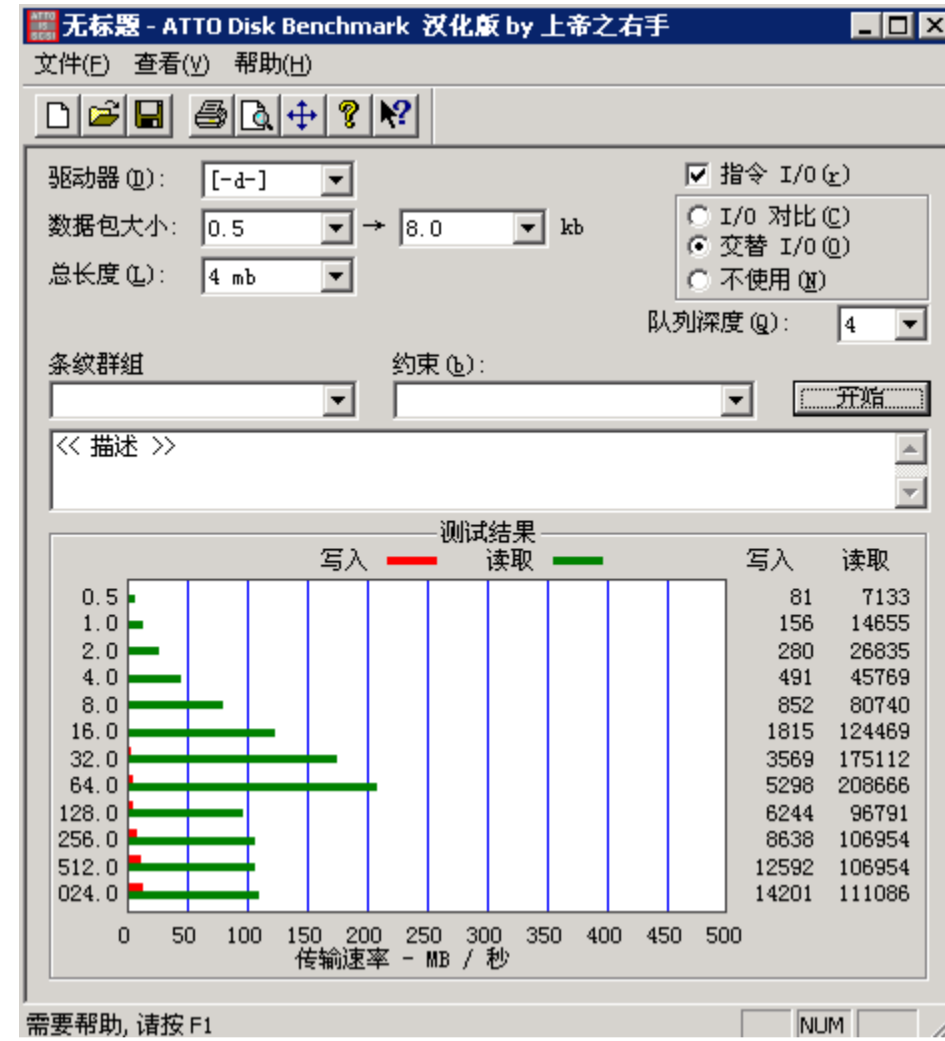 ATTO IS SCSI
无标题 - ATTO Disk Benchmark 汉化版 by 上帝之右手
文件(F) 查看(V) 帮助(H)
驱动器(D): [-d-] 指令 I/O(r)
数据包大小: 0.5 → 8.0 kb I/O 对比(C)
交替 I/O(O)
总长度(L): 4 mb 不使用(N)
队列深度(Q): 4
条纹群组 约束(b):
开始
<< 描述 >>
测试结果
写入 读取 写入 读取
0.5 81 7133
1.0 156 14655
2.0 280 26835
4.0 491 45769
8.0 852 80740
16.0 1815 124469
32.0 3569 175112
64.0 5298 208666
128.0 6244 96791
256.0 8638 106954
512.0 12592 106954
024.0 14201 111086
0 50 100 150 200 250 300 350 400 450 500
传输速率 - MB / 秒
需要帮助, 请按 F1 NUM